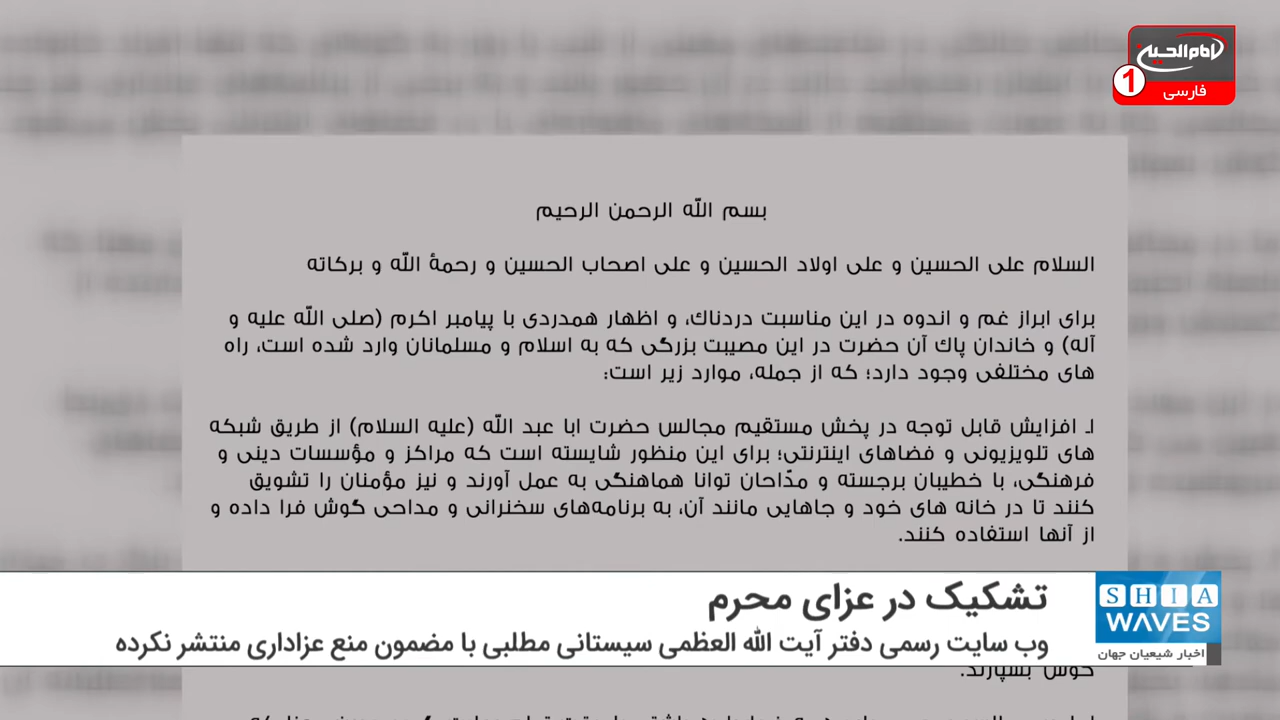 امام الحسین
1
فارسی
بسم الله الرحمن الرحیم
السلام علی الحسین و علی اولاد الحسین و علی اصحاب الحسین و رحمهٔ الله و برکاته
برای ابراز غم و اندوه در این مناسبت دردناك، و اظهار همدردی با پیامبر اکرم (صلی الله علیه و
آله) و خاندان پاك آن حضرت در این مصیبت بزرگی که به اسلام و مسلمانان وارد شده است، راه
های مختلفی وجود دارد؛ که از جمله، موارد زیر است:
۱ـ افزایش قابل توجه در پخش مستقیم مجالس حضرت ابا عبد الله (علیه السلام) از طریق شبکه
های تلویزیونی و فضاهای اینترنتی؛ برای این منظور شایسته است که مراکز و مؤسسات دینی و
فرهنگی، با خطیبان برجسته و مدّاحان توانا هماهنگی به عمل آورند و نیز مؤمنان را تشویق
کنند تا در خانه های خود و جاهایی مانند آن، به برنامه‌های سخنرانی و مداحی گوش فرا داده و
از آنها استفاده کنند.
تشکیک در عزای محرم
وب سایت رسمی دفتر آیت الله العظمی سیستانی مطلبی با مضمون منع عزاداری منتشر نکرده
SHIA
WAVES
اخبار شیعیان جهان
گوش بسپارند.